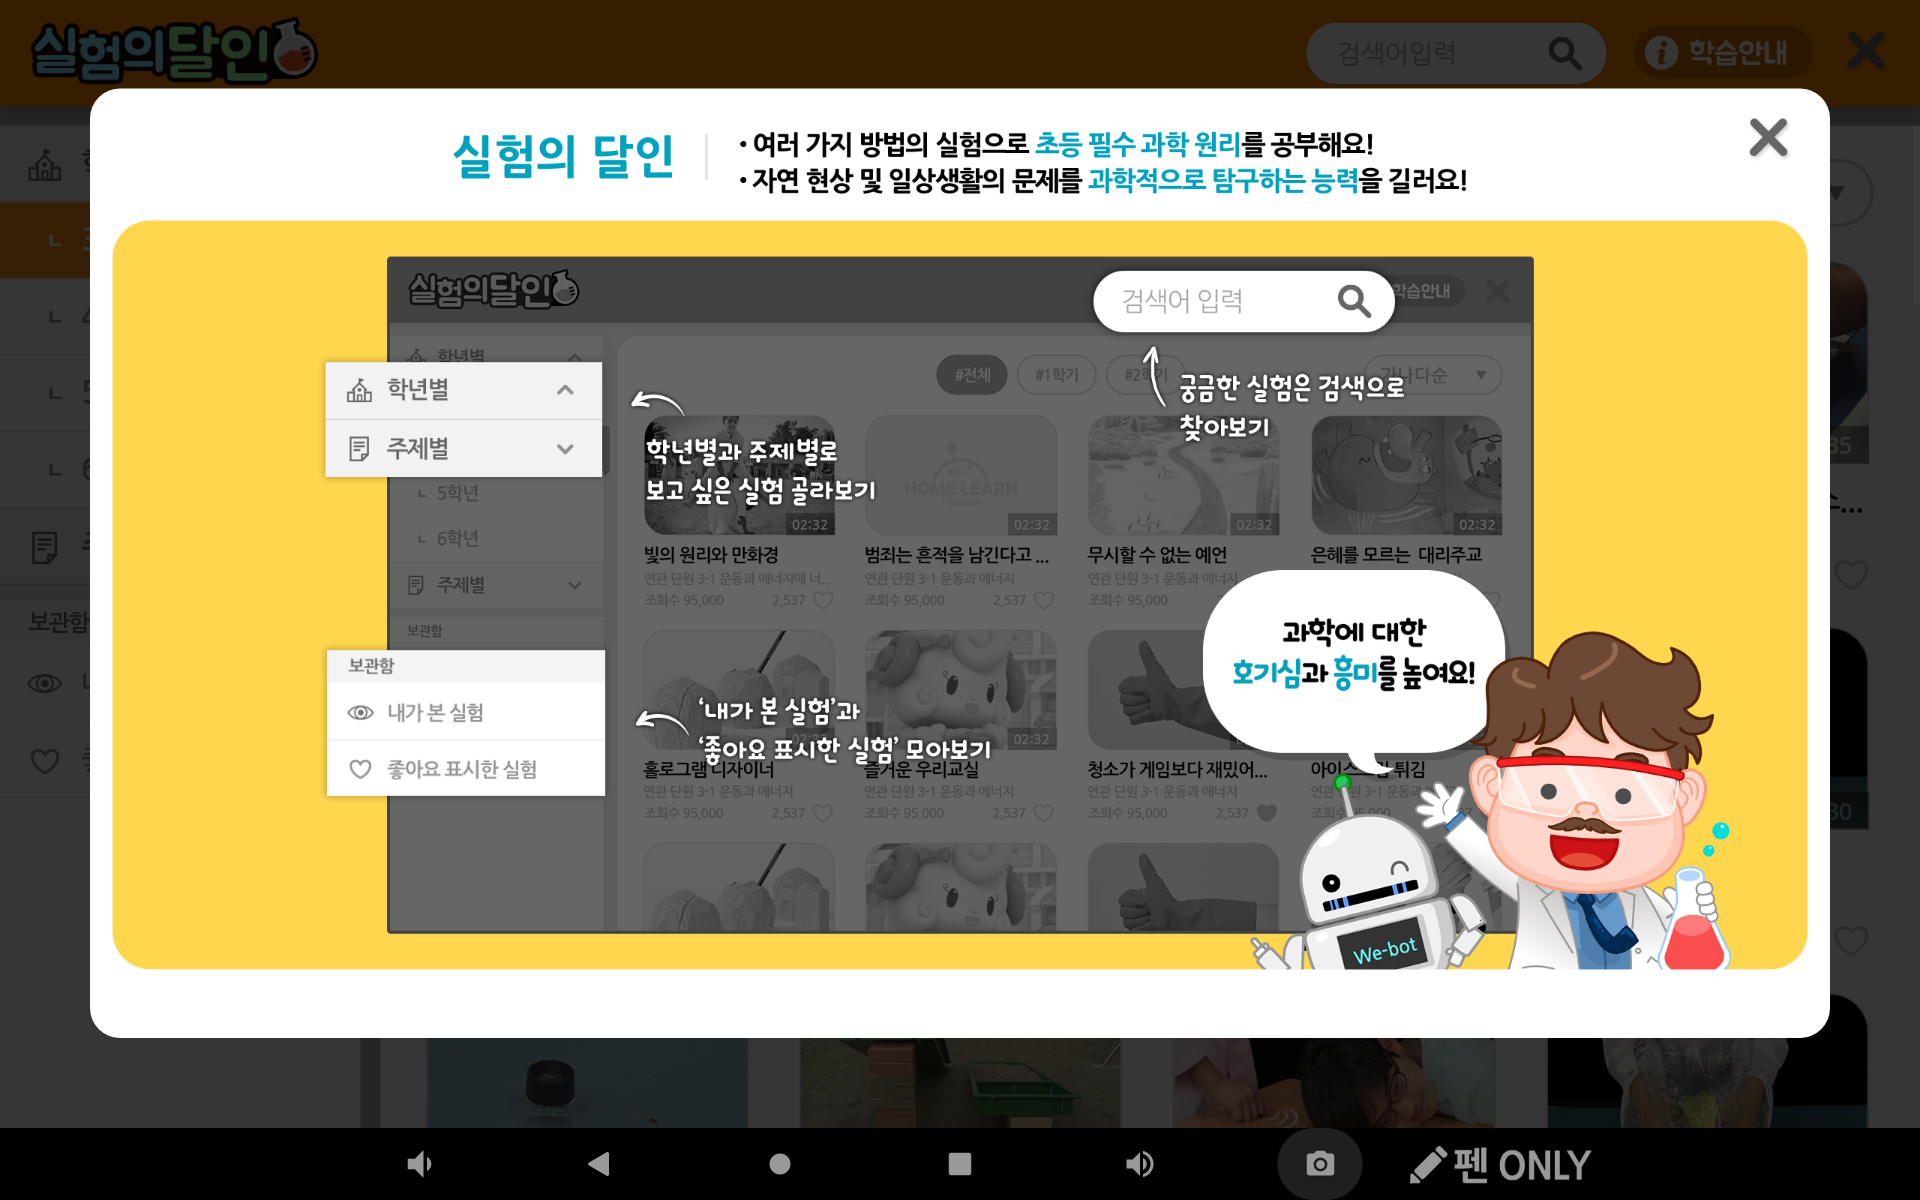 실험의달인
검색어입력
학습안내
실험의 달인
• 여러 가지 방법의 실험으로 초등 필수 과학 원리를 공부해요!
• 자연 현상 및 일상생활의 문제를 과학적으로 탐구하는 능력을 길러요!
실험의달인
검색어 입력
학습안내
학년별
학년별
주제별
5학년
6학년
주제별
보관함
#전체
#1학기
#2학기
가나다순
궁금한 실험은 검색으로
찾아보기
학년별과 주제별로
보고 싶은 실험 골라보기
HOME LEARN
02:32
02:32
02:32
02:32
빛의 원리와 만화경
범죄는 흔적을 남긴다고 ...
무시할 수 없는 예언
은혜를 모르는 대리주교
연관 단원 3-1 운동과 에너지에 너...
연관 단원 3-1 운동과 에너지
연관 단원 3-1 운동과 에너지
조회수 95,000
2,537
조회수 95,000
2,537
조회수 95,000
과학에 대한
호기심과 흥미를 높여요!
보관함
내가 본 실험
좋아요 표시한 실험
‘내가 본 실험’과
‘좋아요 표시한 실험’ 모아보기
02:32
02:32
홀로그램 디자이너
즐거운 우리교실
청소가 게임보다 재밌어...
아이스크림 튀김
연관 단원 3-1 운동과 에너지
연관 단원 3-1 운동과 에너지
연관 단원 3-1 운동과 에너지
조회수 95,000
2,537
조회수 95,000
2,537
조회수 95,000
2,537
We-bot
보관함
펜 ONLY